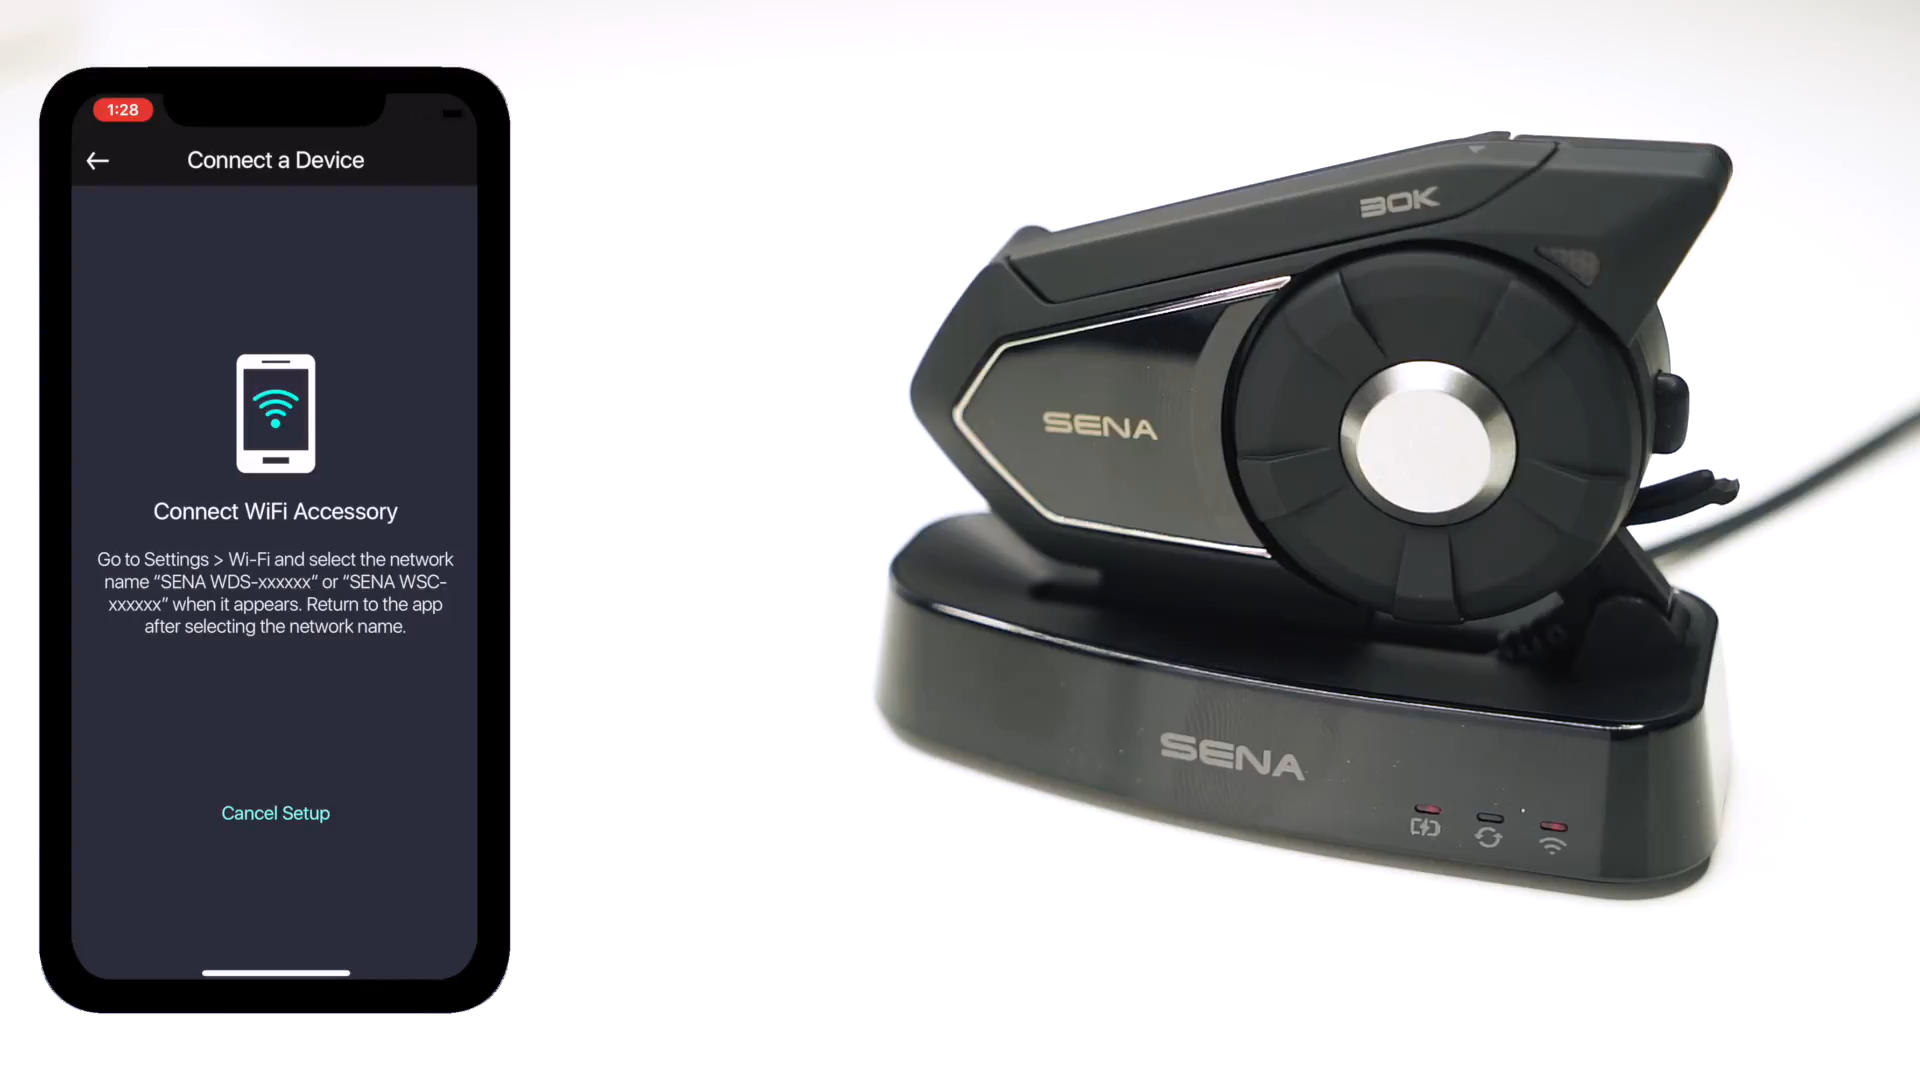 1:28
Connect a Device
Connect WiFi Accessory
Go to Settings > Wi-Fi and select the network
name “SENA WDS-xxxxxx” or “SENA WSC-
xxxxxx” when it appears. Return to the app
after selecting the network name.
Cancel Setup
30K
SENA
SENA